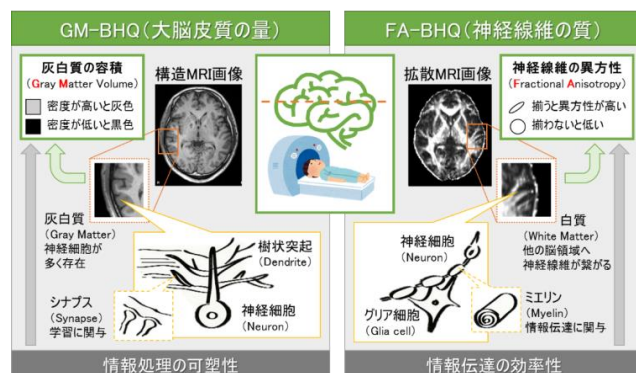 GM-BHQ(大脳皮質の量)
灰白質の容積
(Gray Matter Volume)
密度が高いと灰色
密度が低いと黒色
構造MRI画像
灰白質
(Gray Matter)
神経細胞が
多く存在
樹状突起
(Dendrite)
神経細胞
(Neuron)
シナプス
(Synapse)
学習に関与
情報処理の可塑性
FA-BHQ(神経線維の質)
拡散MRI画像
神経線維の異方性
(Fractional Anisotropy)
揃うと異方性が高い
揃わないと低い
白質
(White Matter)
他の脳領域へ
神経線維が繋がる
神経細胞
(Neuron)
グリア細胞
(Glia cell)
ミエリン
(Myelin)
情報伝達に関与
情報伝達の効率性